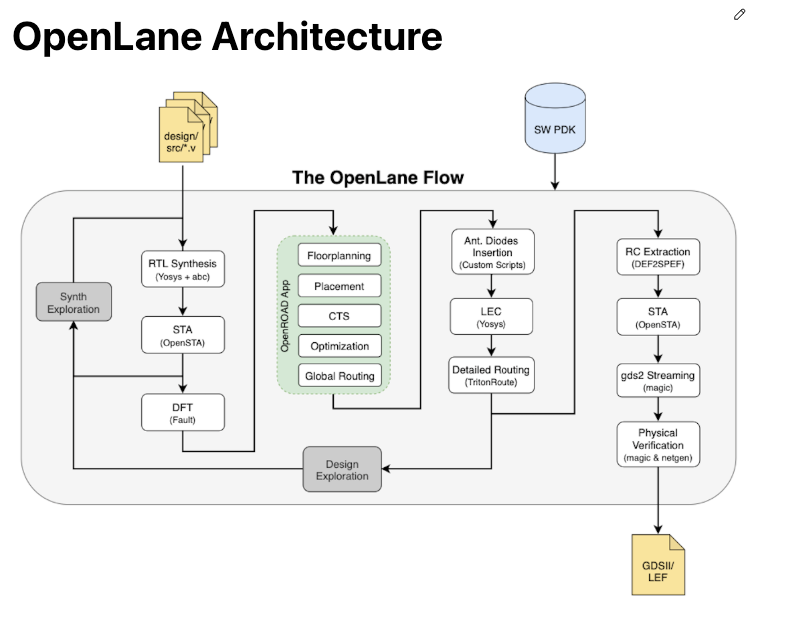 OpenLane Architecture
design/
src/*.v
SW PDK
The OpenLane Flow
RTL Synthesis
(Yosys + abc)
Synth
Exploration
STA
(OpenSTA)
DFT
(Fault)
OpenROAD App
Floorplanning
Placement
CTS
Optimization
Global Routing
Design
Exploration
Ant. Diodes
Insertion
(Custom Scripts)
LEC
(Yosys)
Detailed Routing
(TritonRoute)
RC Extraction
(DEF2SPEF)
STA
(OpenSTA)
gds2 Streaming
(magic)
Physical
Verification
(magic & netgen)
GDSII/
LEF